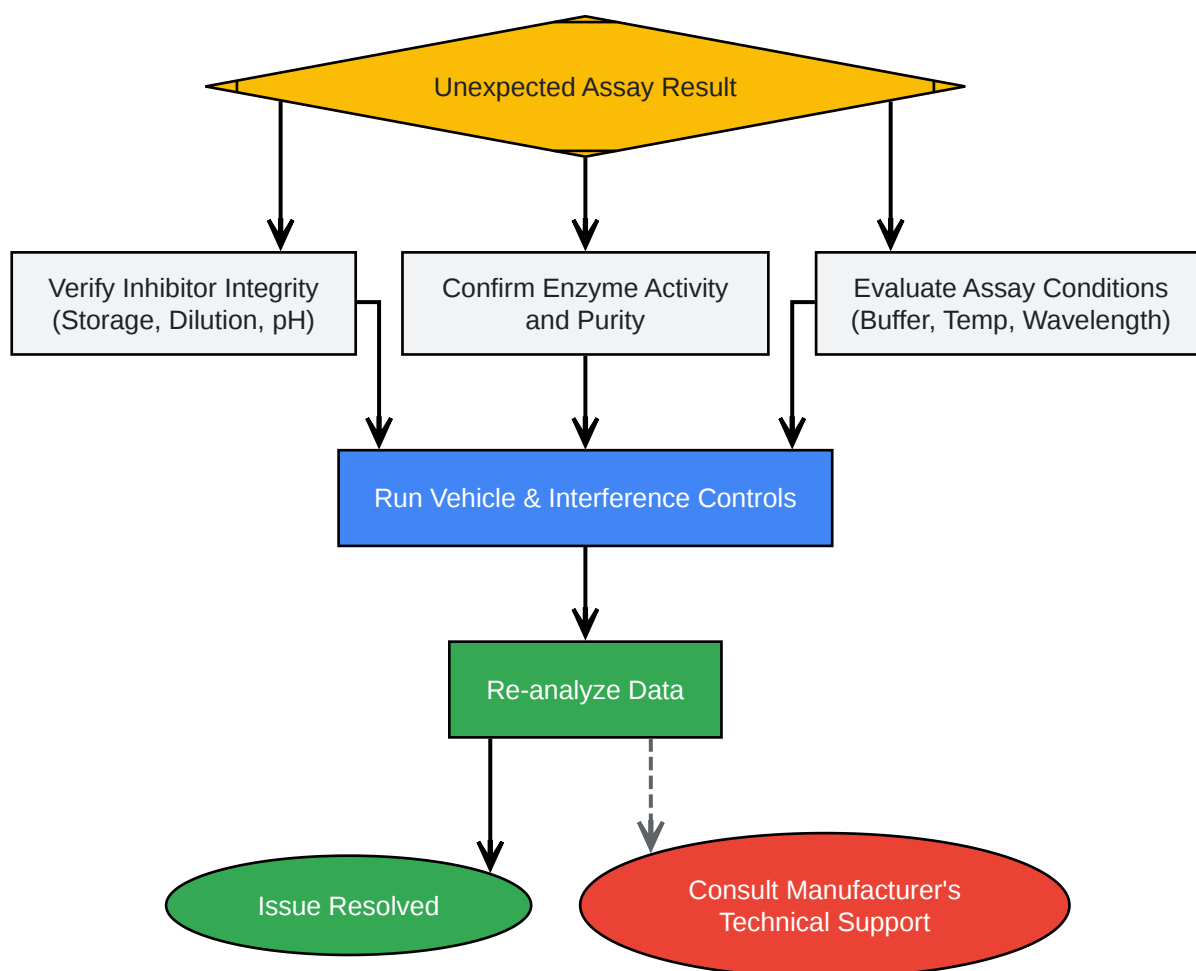 Unexpected Assay Result
Verify Inhibitor Integrity
(Storage, Dilution, pH)
Confirm Enzyme Activity
and Purity
Evaluate Assay Conditions
(Buffer, Temp, Wavelength)
Run Vehicle & Interference Controls
Re-analyze Data
Issue Resolved
Consult Manufacturer's
Technical Support